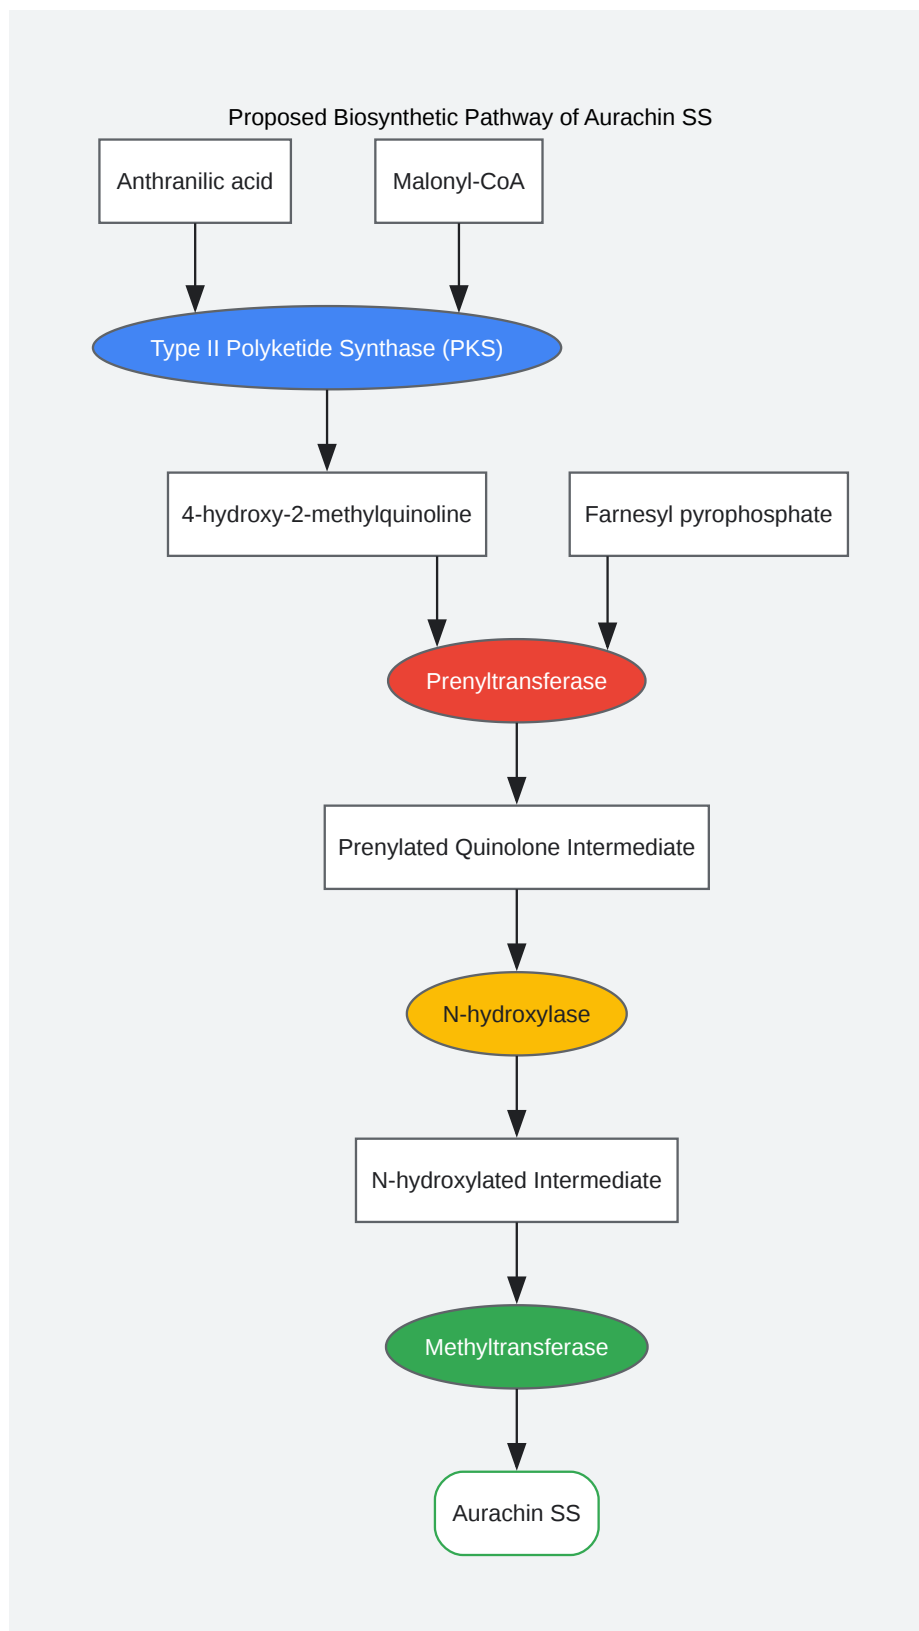 Proposed Biosynthetic Pathway of Aurachin SS
Anthranilic acid
Malonyl-CoA
Type II Polyketide Synthase (PKS)
4-hydroxy-2-methylquinoline
Farnesyl pyrophosphate
Prenyltransferase
Prenylated Quinolone Intermediate
N-hydroxylase
N-hydroxylated Intermediate
Methyltransferase
Aurachin SS